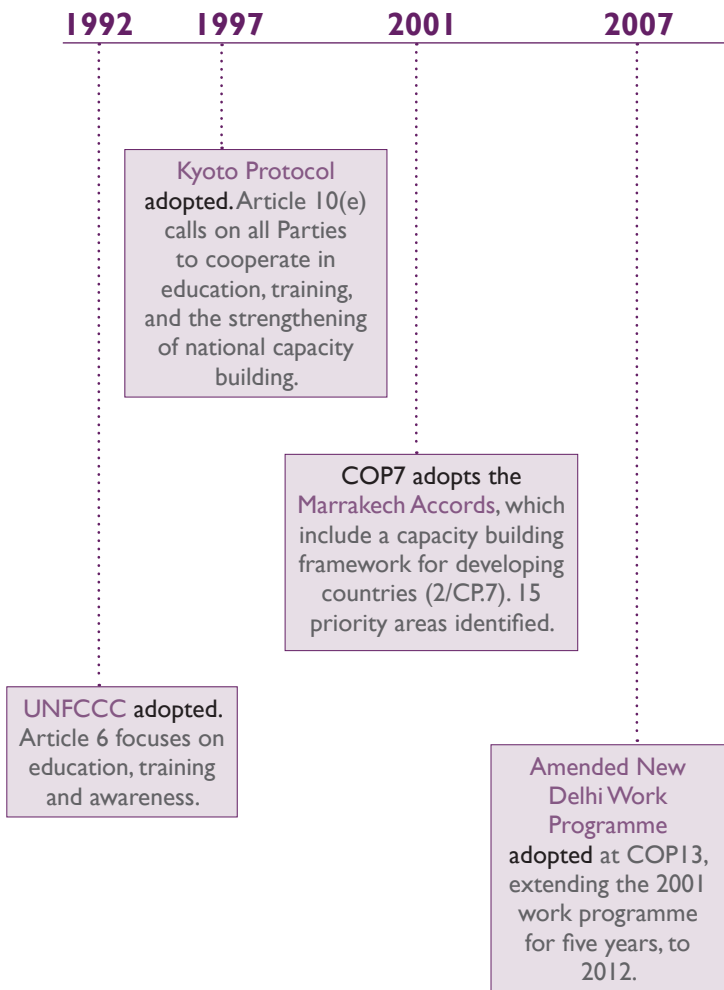 1992 1997 2001 2007
Kyoto Protocol
adopted. Article 10(e)
calls on all Parties
to cooperate in
education, training,
and the strengthening
of national capacity
building.
COP7 adopts the
Marrakech Accords, which
include a capacity building
framework for developing
countries (2/CP.7). 15
priority areas identified.
UNFCCC adopted.
Article 6 focuses on
education, training
and awareness.
Amended New
Delhi Work
Programme
adopted at COP13,
extending the 2001
work programme
for five years, to
2012.